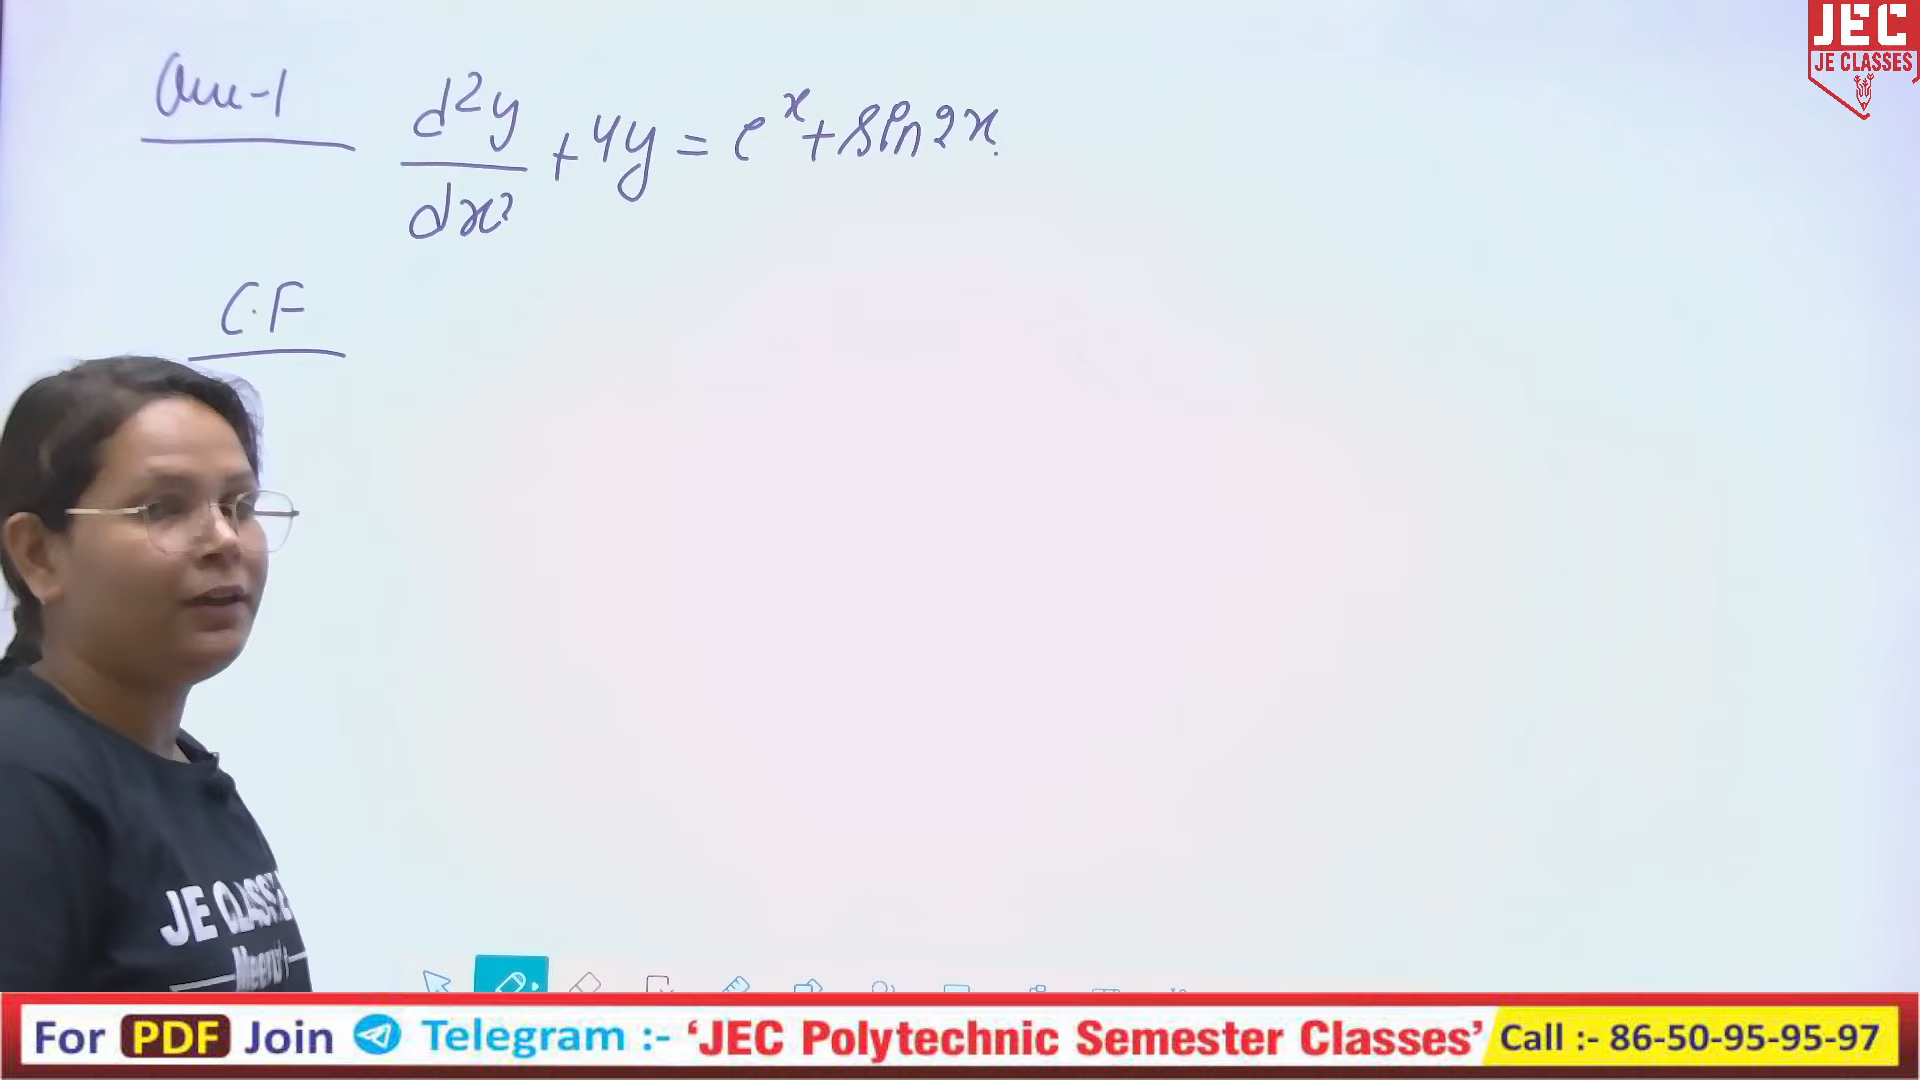 JEC
JE CLASSES
Que-1
d²y/dx² + 4y = e^x + sin2x.
C.F
JE CLASSES
Meerut
For PDF Join Telegram :- ‘JEC Polytechnic Semester Classes’ Call :- 86-50-95-95-97